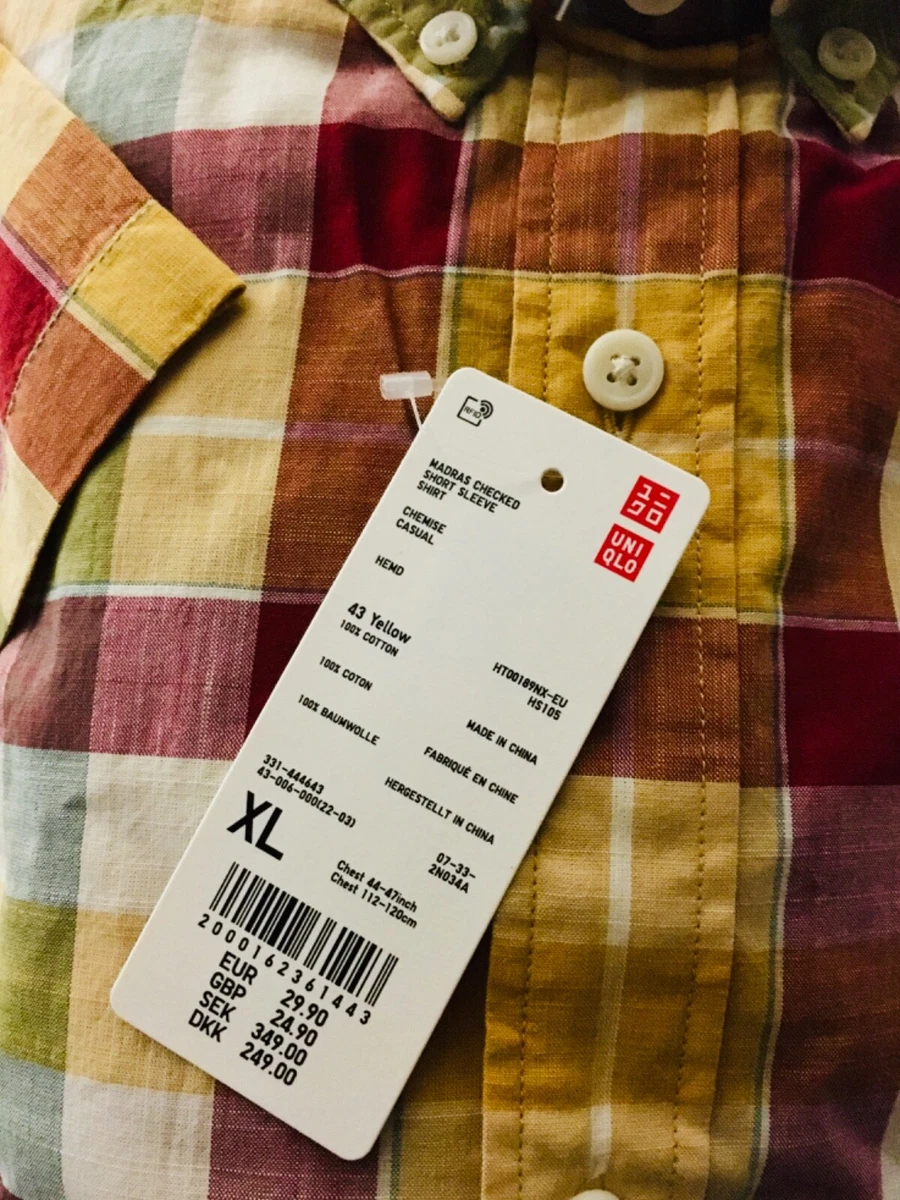 RFID
MADRAS CHECKED
SHORT SLEEVE
SHIRT
CHEMISE
CASUAL
HEMD
ユニ
クロ
UNI
QLO
43 Yellow
100% COTTON
100% COTON
100% BAUMWOLLE
HT00189NX-EU
HS105
MADE IN CHINA
FABRIQUÉ EN CHINE
HERGESTELLT IN CHINA
331-444643
43-006-000(22-03)
XL
07-33-
2N034A
Chest 44-47inch
Chest 112-120cm
2000162361443
EUR 29.90
GBP 24.90
SEK 349.00
DKK 249.00